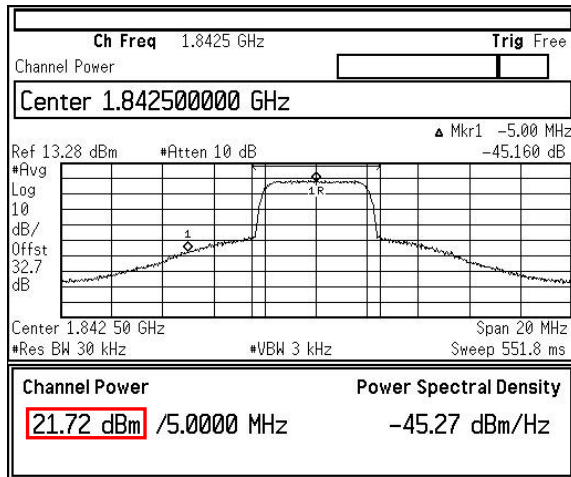 Ch Freq 1.8425 GHz Trig Free
Channel Power
Center 1.842500000 GHz
Δ Mkr1 -5.00 MHz
Ref 13.28 dBm #Atten 10 dB -45.160 dB
#Avg
Log
10
dB/
Offst
32.7
dB
1R
1
Center 1.842 50 GHz Span 20 MHz
#Res BW 30 kHz #VBW 3 kHz Sweep 551.8 ms
Channel Power Power Spectral Density
21.72 dBm /5.0000 MHz -45.27 dBm/Hz